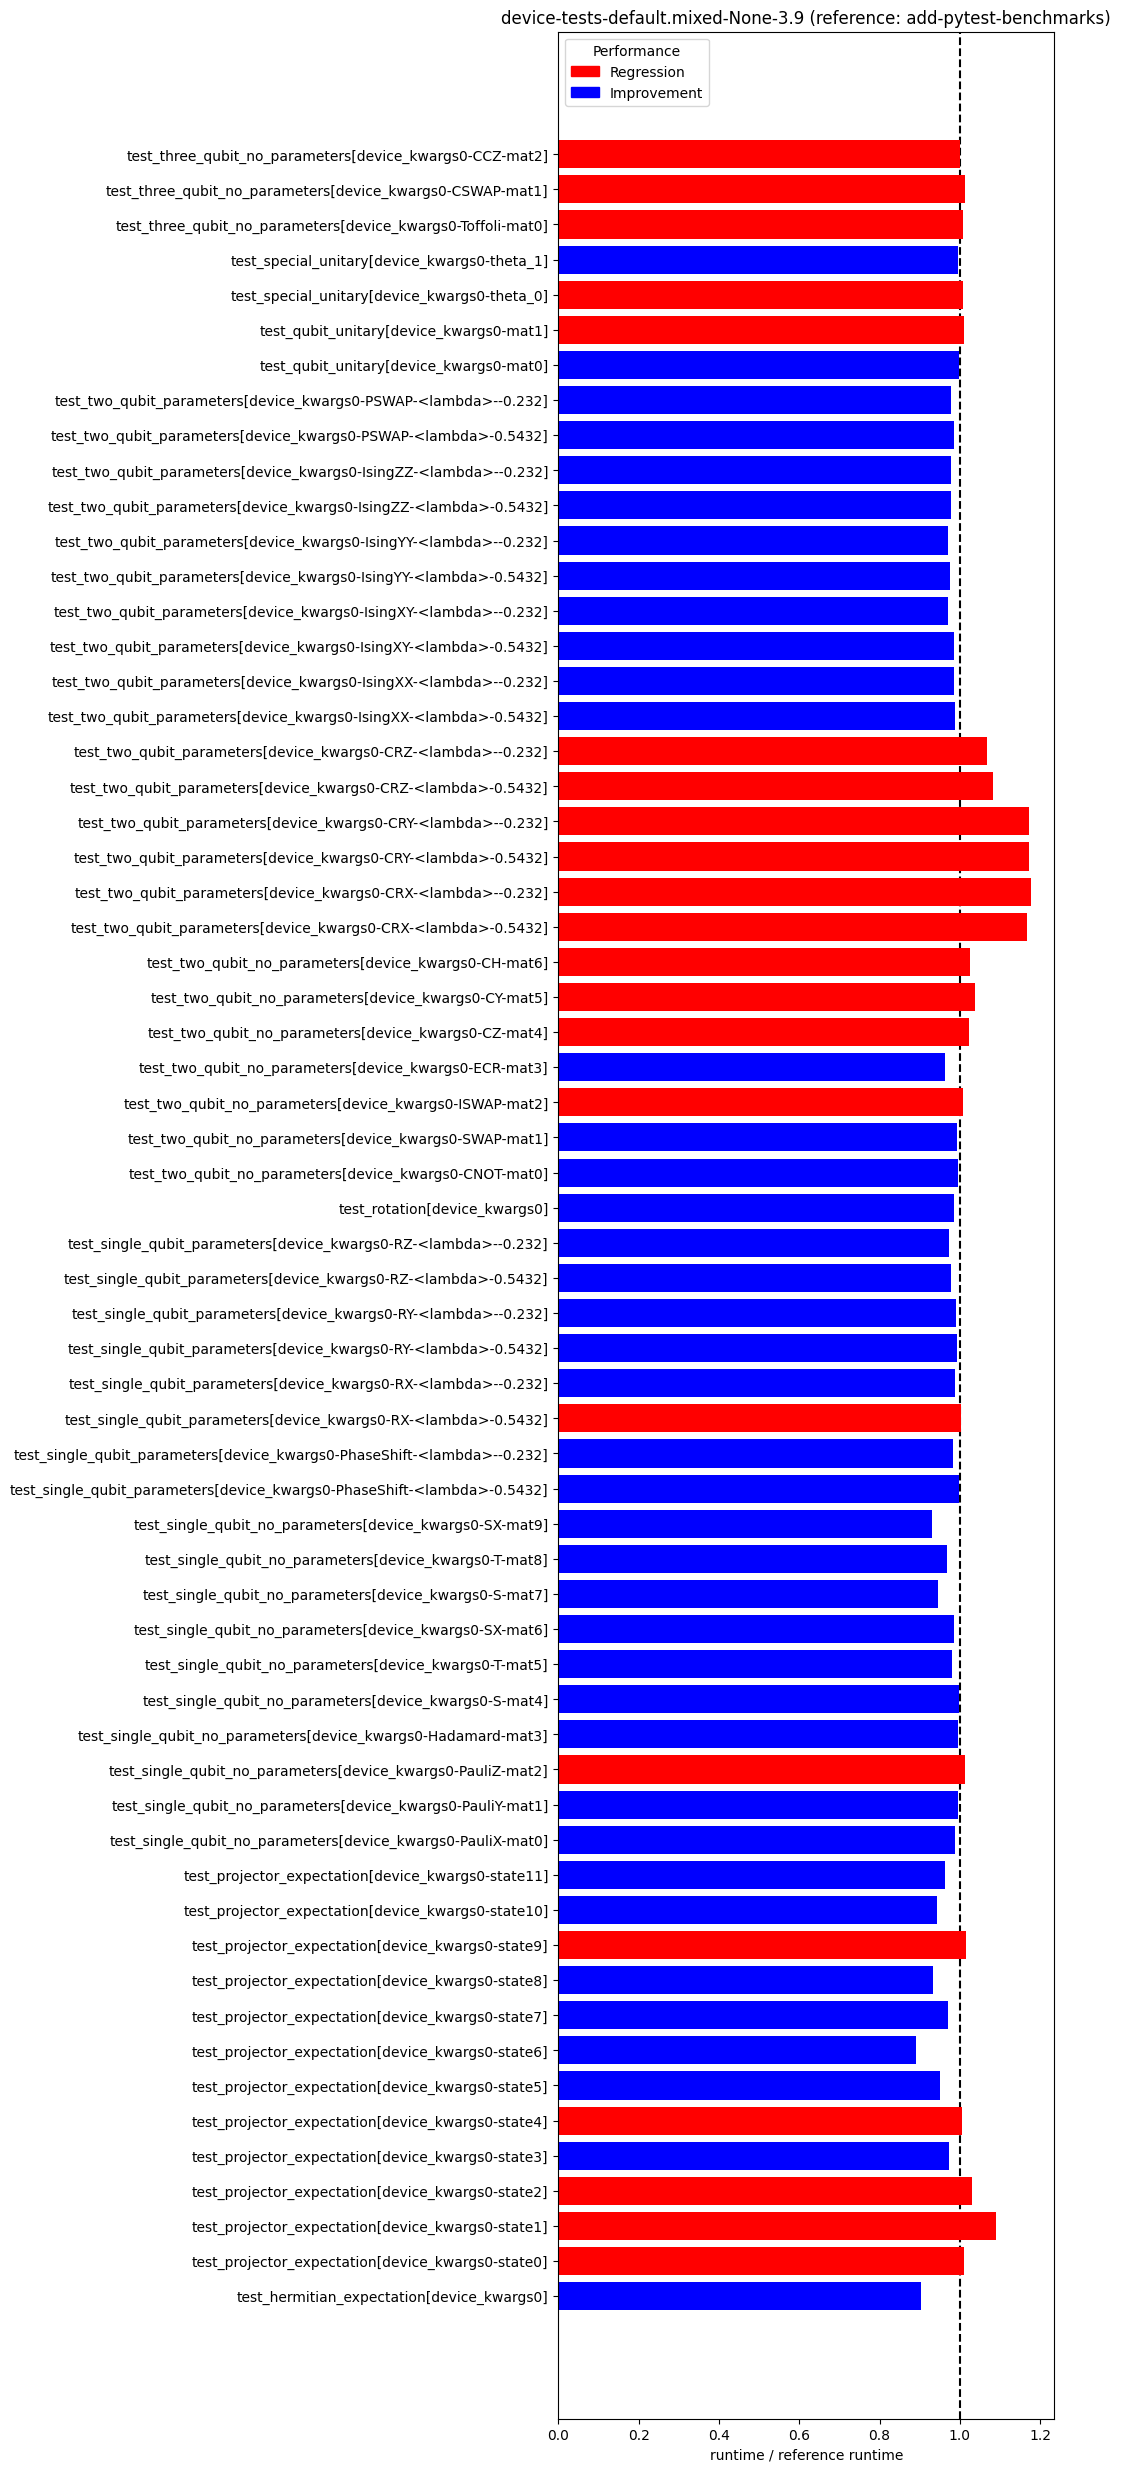 device-tests-default.mixed-None-3.9 (reference: add-pytest-benchmarks)
Performance
Regression
Improvement
test_three_qubit_no_parameters[device_kwargs0-CCZ-mat2]
test_three_qubit_no_parameters[device_kwargs0-CSWAP-mat1]
test_three_qubit_no_parameters[device_kwargs0-Toffoli-mat0]
test_special_unitary[device_kwargs0-theta_1]
test_special_unitary[device_kwargs0-theta_0]
test_qubit_unitary[device_kwargs0-mat1]
test_qubit_unitary[device_kwargs0-mat0]
test_two_qubit_parameters[device_kwargs0-PSWAP-<lambda>--0.232]
test_two_qubit_parameters[device_kwargs0-PSWAP-<lambda>-0.5432]
test_two_qubit_parameters[device_kwargs0-IsingZZ-<lambda>--0.232]
test_two_qubit_parameters[device_kwargs0-IsingZZ-<lambda>-0.5432]
test_two_qubit_parameters[device_kwargs0-IsingYY-<lambda>--0.232]
test_two_qubit_parameters[device_kwargs0-IsingYY-<lambda>-0.5432]
test_two_qubit_parameters[device_kwargs0-IsingXY-<lambda>--0.232]
test_two_qubit_parameters[device_kwargs0-IsingXY-<lambda>-0.5432]
test_two_qubit_parameters[device_kwargs0-IsingXX-<lambda>--0.232]
test_two_qubit_parameters[device_kwargs0-IsingXX-<lambda>-0.5432]
test_two_qubit_parameters[device_kwargs0-CRZ-<lambda>--0.232]
test_two_qubit_parameters[device_kwargs0-CRZ-<lambda>-0.5432]
test_two_qubit_parameters[device_kwargs0-CRY-<lambda>--0.232]
test_two_qubit_parameters[device_kwargs0-CRY-<lambda>-0.5432]
test_two_qubit_parameters[device_kwargs0-CRX-<lambda>--0.232]
test_two_qubit_parameters[device_kwargs0-CRX-<lambda>-0.5432]
test_two_qubit_no_parameters[device_kwargs0-CH-mat6]
test_two_qubit_no_parameters[device_kwargs0-CY-mat5]
test_two_qubit_no_parameters[device_kwargs0-CZ-mat4]
test_two_qubit_no_parameters[device_kwargs0-ECR-mat3]
test_two_qubit_no_parameters[device_kwargs0-ISWAP-mat2]
test_two_qubit_no_parameters[device_kwargs0-SWAP-mat1]
test_two_qubit_no_parameters[device_kwargs0-CNOT-mat0]
test_rotation[device_kwargs0]
test_single_qubit_parameters[device_kwargs0-RZ-<lambda>--0.232]
test_single_qubit_parameters[device_kwargs0-RZ-<lambda>-0.5432]
test_single_qubit_parameters[device_kwargs0-RY-<lambda>--0.232]
test_single_qubit_parameters[device_kwargs0-RY-<lambda>-0.5432]
test_single_qubit_parameters[device_kwargs0-RX-<lambda>--0.232]
test_single_qubit_parameters[device_kwargs0-RX-<lambda>-0.5432]
test_single_qubit_parameters[device_kwargs0-PhaseShift-<lambda>--0.232]
test_single_qubit_parameters[device_kwargs0-PhaseShift-<lambda>-0.5432]
test_single_qubit_no_parameters[device_kwargs0-SX-mat9]
test_single_qubit_no_parameters[device_kwargs0-T-mat8]
test_single_qubit_no_parameters[device_kwargs0-S-mat7]
test_single_qubit_no_parameters[device_kwargs0-SX-mat6]
test_single_qubit_no_parameters[device_kwargs0-T-mat5]
test_single_qubit_no_parameters[device_kwargs0-S-mat4]
test_single_qubit_no_parameters[device_kwargs0-Hadamard-mat3]
test_single_qubit_no_parameters[device_kwargs0-PauliZ-mat2]
test_single_qubit_no_parameters[device_kwargs0-PauliY-mat1]
test_single_qubit_no_parameters[device_kwargs0-PauliX-mat0]
test_projector_expectation[device_kwargs0-state11]
test_projector_expectation[device_kwargs0-state10]
test_projector_expectation[device_kwargs0-state9]
test_projector_expectation[device_kwargs0-state8]
test_projector_expectation[device_kwargs0-state7]
test_projector_expectation[device_kwargs0-state6]
test_projector_expectation[device_kwargs0-state5]
test_projector_expectation[device_kwargs0-state4]
test_projector_expectation[device_kwargs0-state3]
test_projector_expectation[device_kwargs0-state2]
test_projector_expectation[device_kwargs0-state1]
test_projector_expectation[device_kwargs0-state0]
test_hermitian_expectation[device_kwargs0]
0.0 0.2 0.4 0.6 0.8 1.0 1.2
runtime / reference runtime